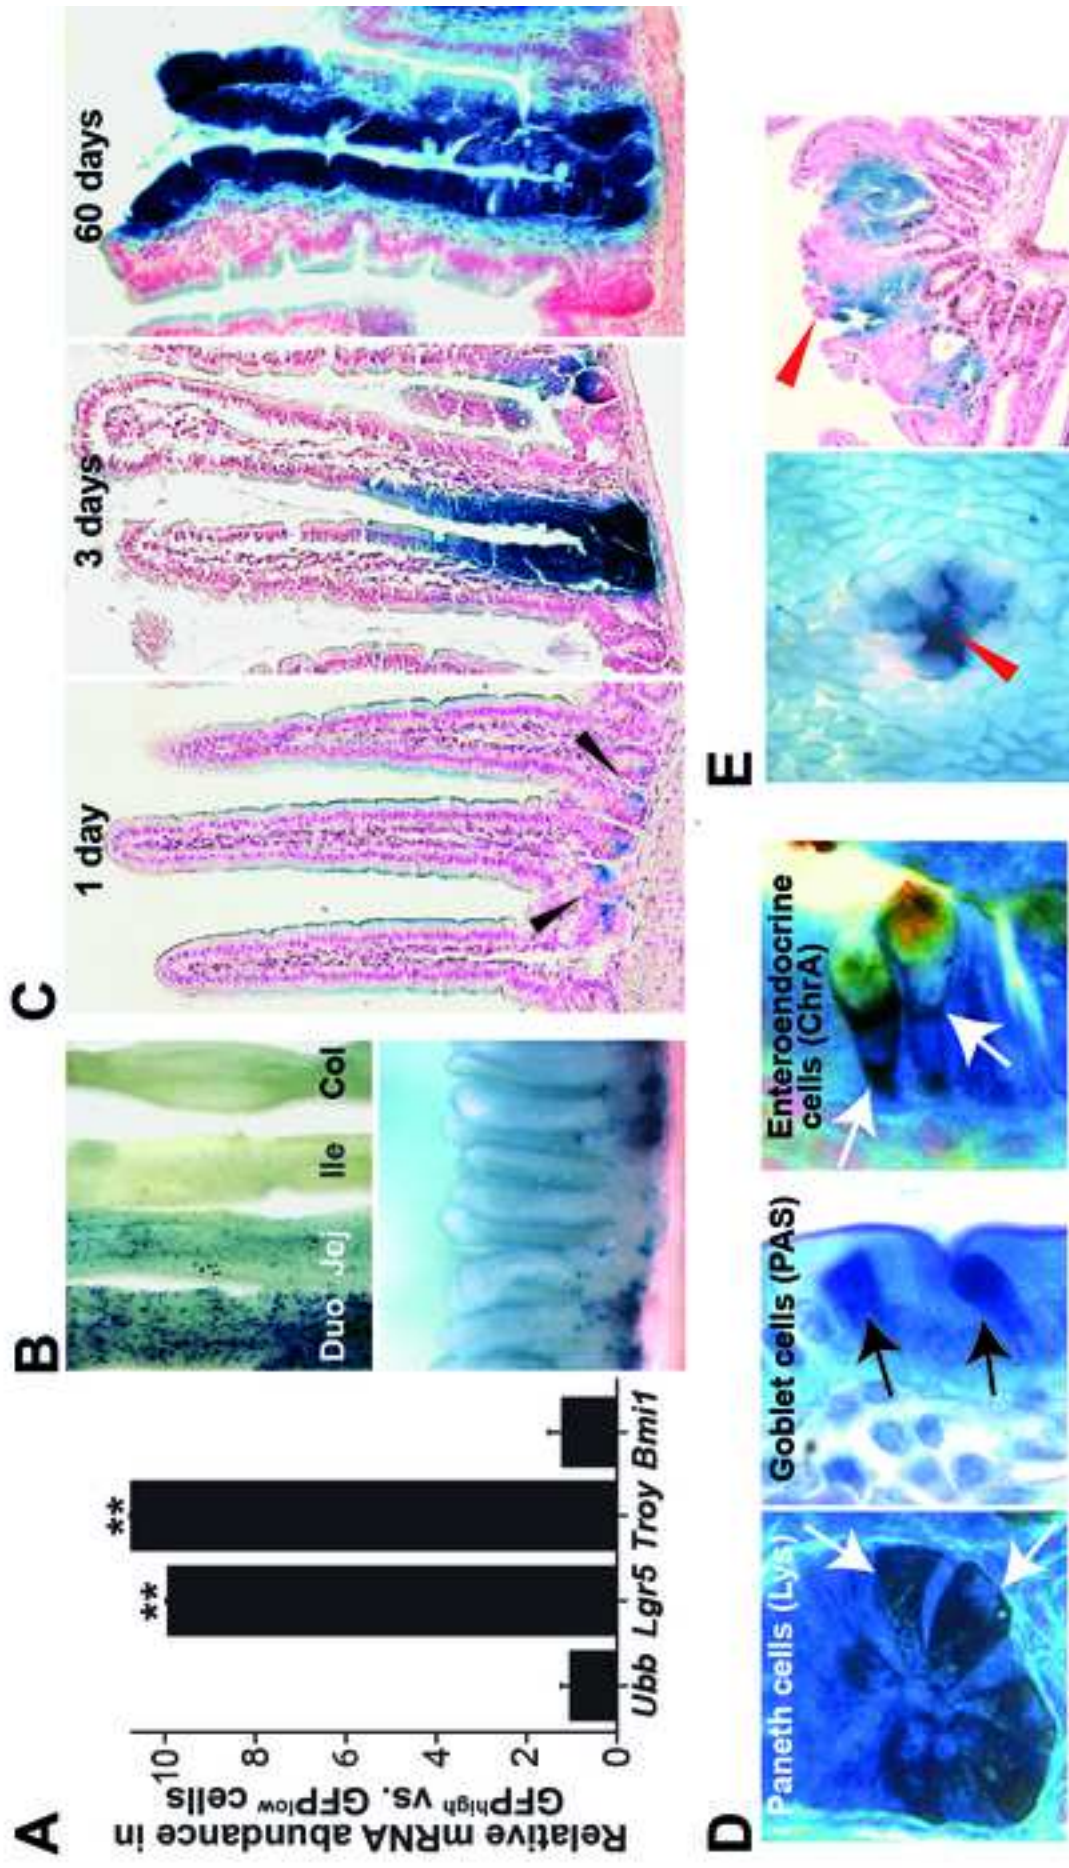 A
Relative mRNA abundance in
GFPhigh vs. GFPlow cells
10
8
6
4
2
0
**
**
Ubb Lgr5 Troy Bmi1
B
Duo Jej Ile Col
C
1 day
3 days
60 days
D
Paneth cells (Lys)
Goblet cells (PAS)
Enteroendocrine
cells (ChrA)
E